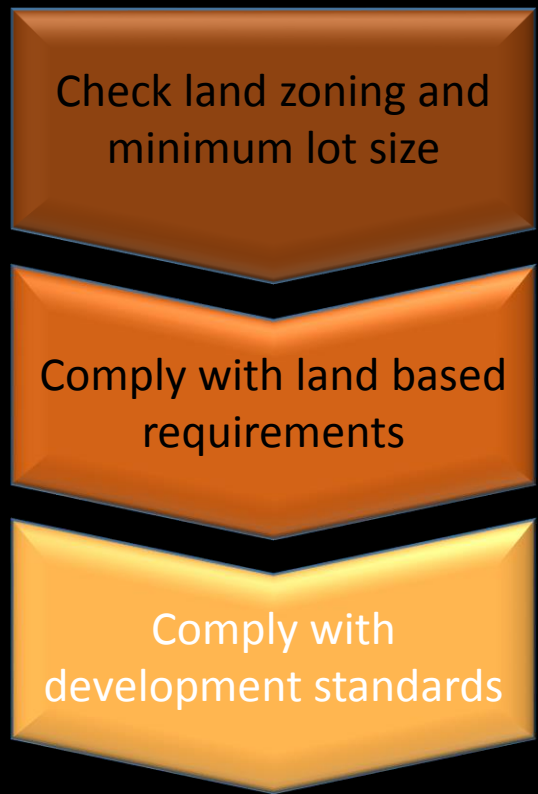 Check land zoning and
minimum lot size
Comply with land based
requirements
Comply with
development standards